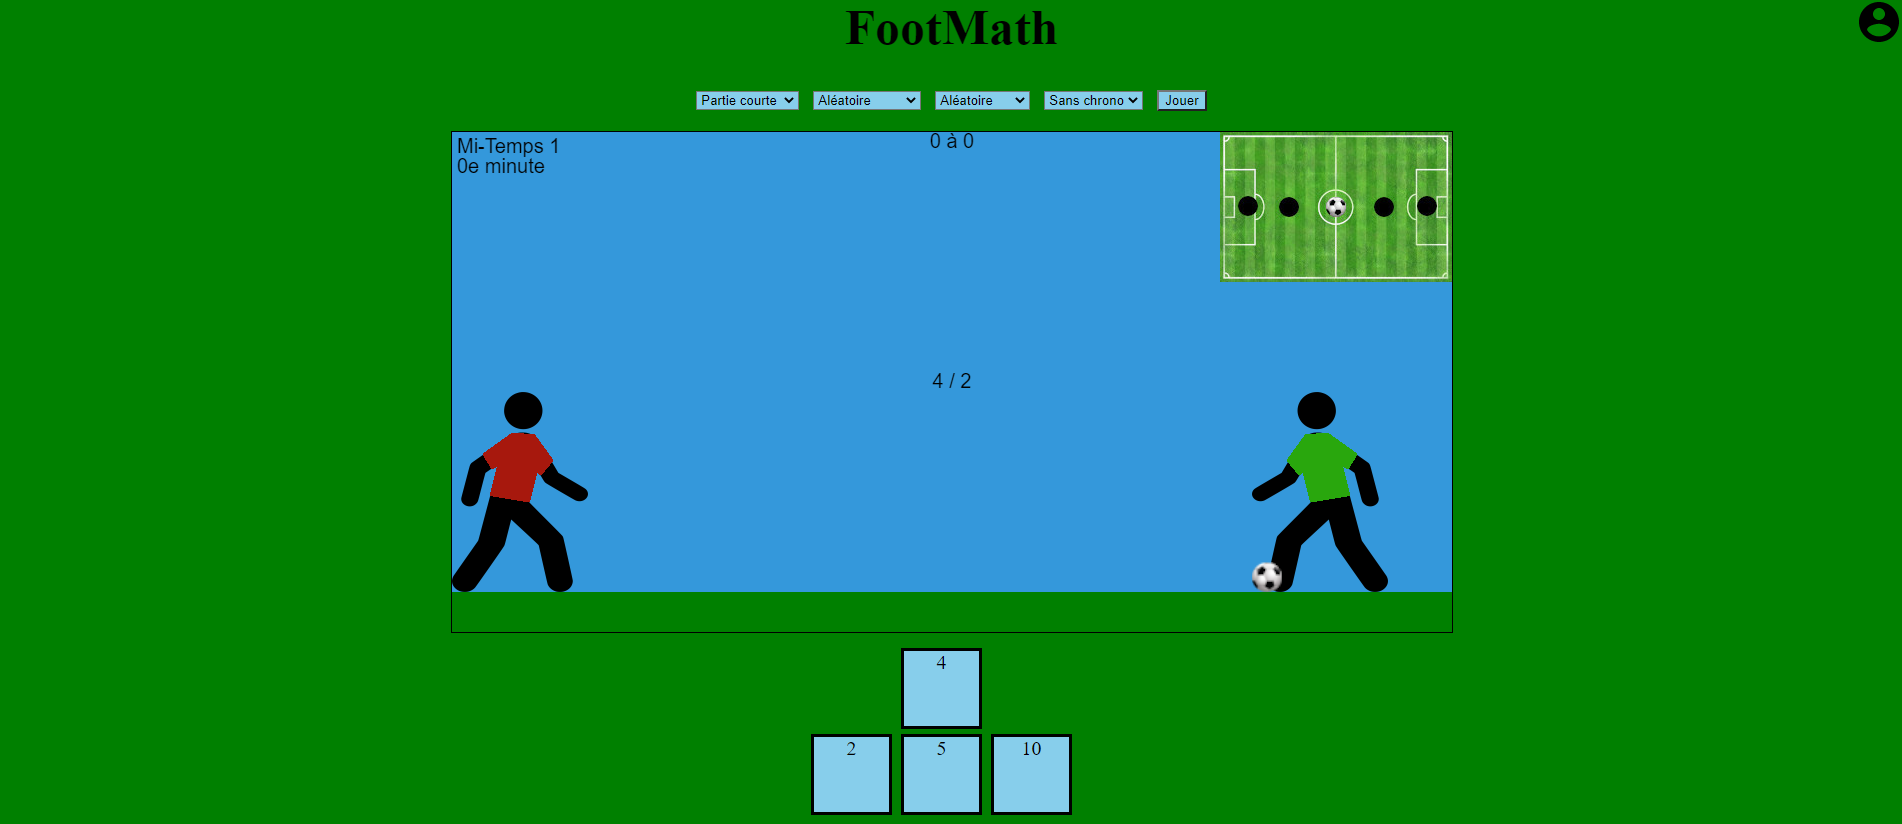 FootMath
Partie courte Aléatoire Aléatoire Sans chrono Jouer
Mi-Temps 1
0e minute
0 à 0
4 / 2
4
2 5 10